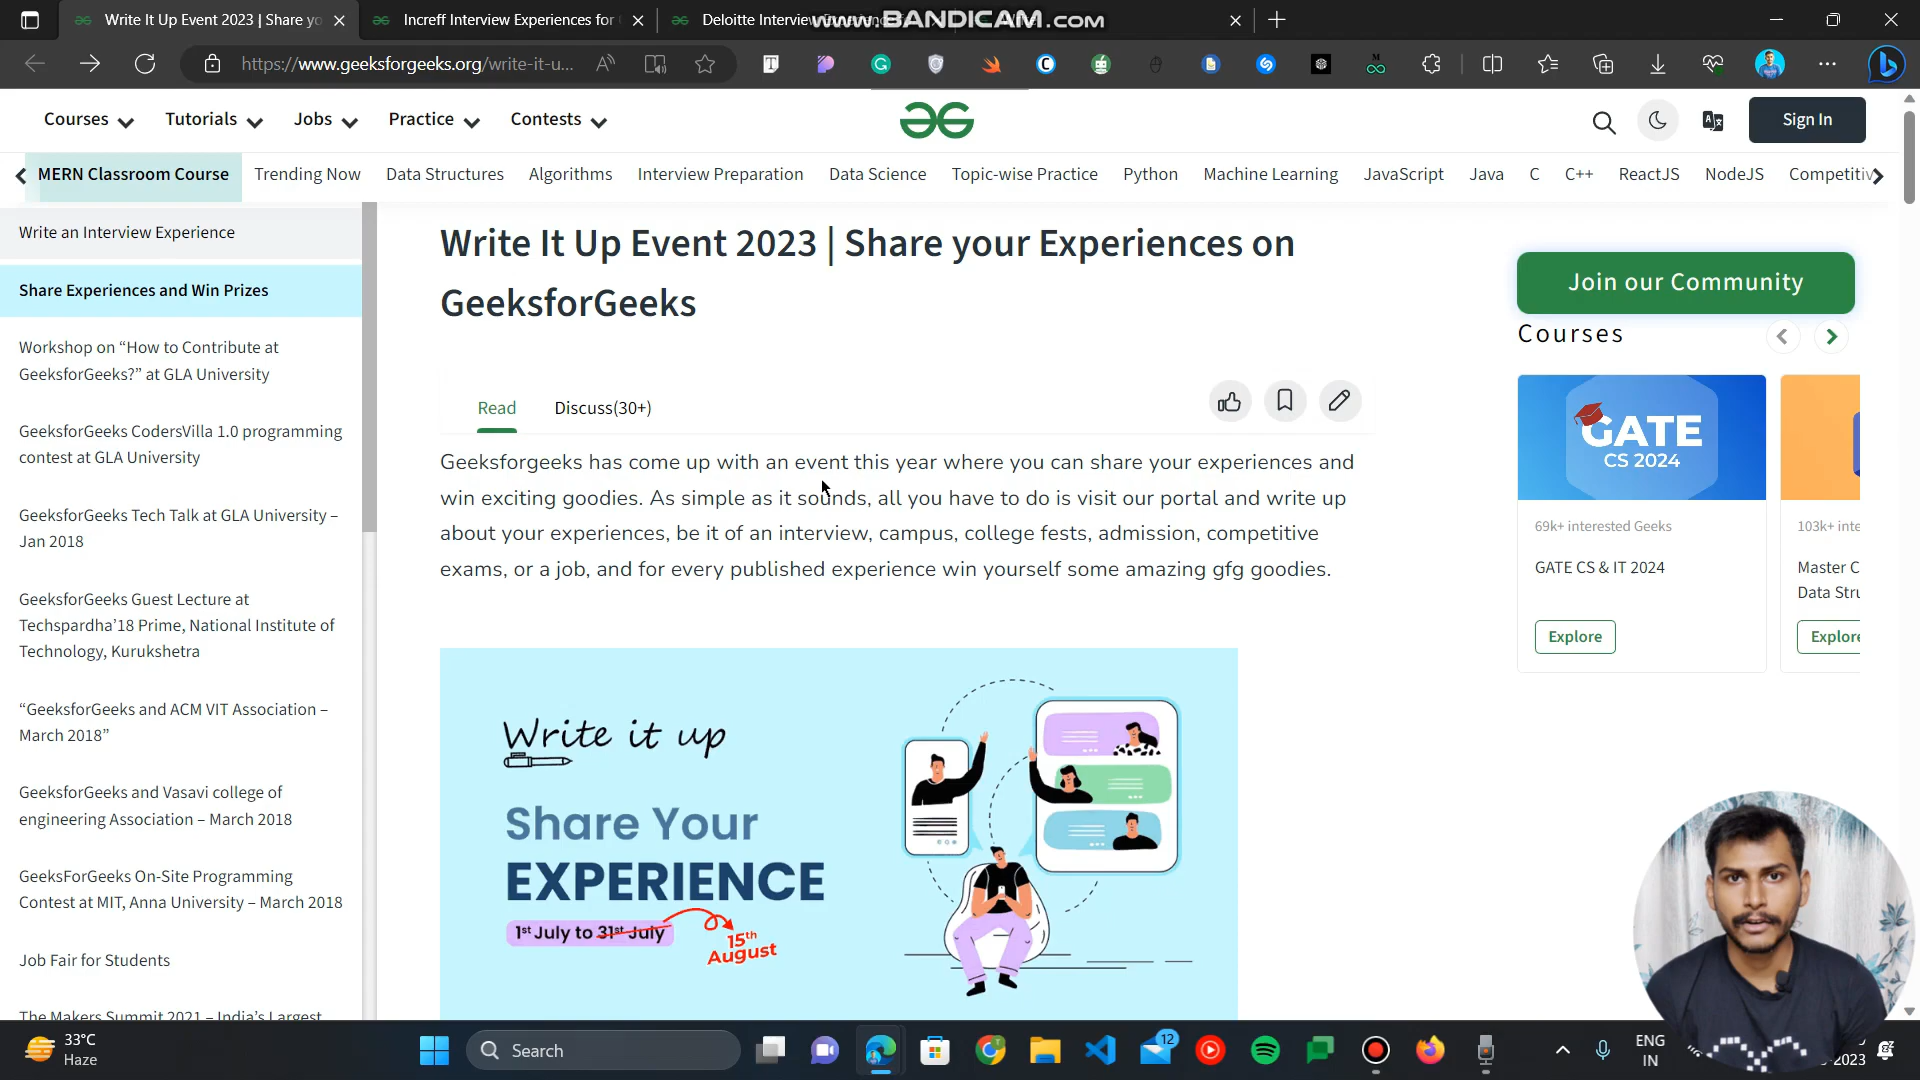 Write It Up Event 2023 | Share yo
Increff Interview Experiences for
Deloitte Interview
www.BANDICAM.com
https://www.geeksforgeeks.org/write-it-u...
Courses
Tutorials
Jobs
Practice
Contests
Sign In
MERN Classroom Course
Trending Now
Data Structures
Algorithms
Interview Preparation
Data Science
Topic-wise Practice
Python
Machine Learning
JavaScript
Java
C
C++
ReactJS
NodeJS
Competitiv
Write an Interview Experience
Share Experiences and Win Prizes
Workshop on “How to Contribute at
GeeksforGeeks?” at GLA University
GeeksforGeeks CodersVilla 1.0 programming
contest at GLA University
GeeksforGeeks Tech Talk at GLA University –
Jan 2018
GeeksforGeeks Guest Lecture at
Techspardha’18 Prime, National Institute of
Technology, Kurukshetra
“GeeksforGeeks and ACM VIT Association –
March 2018”
GeeksforGeeks and Vasavi college of
engineering Association – March 2018
GeeksForGeeks On-Site Programming
Contest at MIT, Anna University – March 2018
Job Fair for Students
The Makers Summit 2021 – India’s Largest
Write It Up Event 2023 | Share your Experiences on
GeeksforGeeks
Read
Discuss(30+)
Geeksforgeeks has come up with an event this year where you can share your experiences and
win exciting goodies. As simple as it sounds, all you have to do is visit our portal and write up
about your experiences, be it of an interview, campus, college fests, admission, competitive
exams, or a job, and for every published experience win yourself some amazing gfg goodies.
Write it up
Share Your
EXPERIENCE
1st July to 31st July
15th
August
Join our Community
Courses
GATE
CS 2024
69k+ interested Geeks
GATE CS & IT 2024
Explore
103k+ inte
Master C
Data Stru
Explore
33°C
Haze
Search
12
ENG
IN
-2023